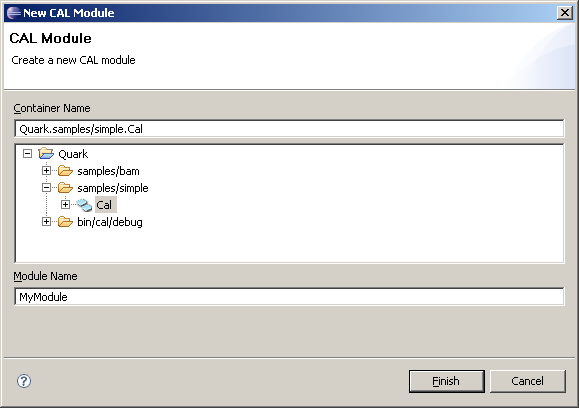 New CAL Module
CAL Module
Create a new CAL module
Container Name
Quark.samples/simple.Cal
Quark
samples/bam
samples/simple
Cal
bin/cal/debug
Module Name
MyModule
?
Finish
Cancel